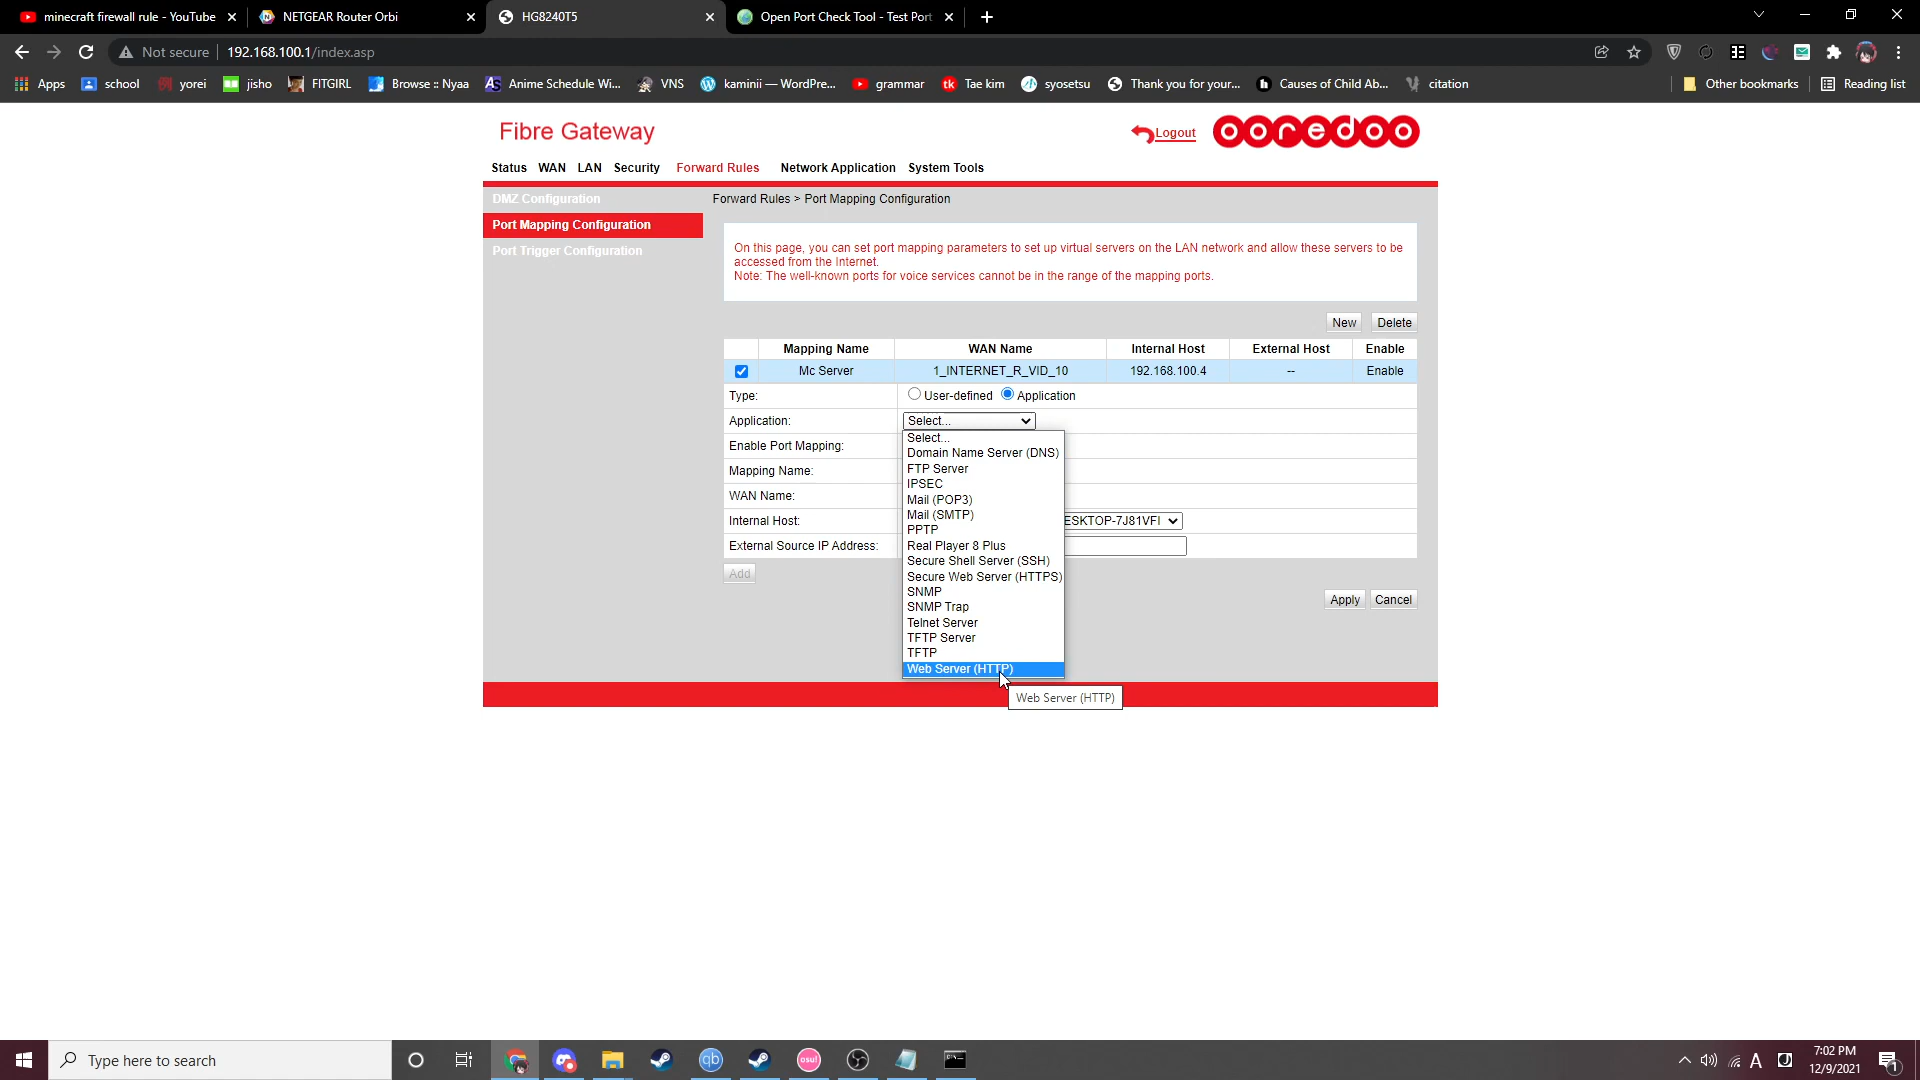 minecraft firewall rule - YouTube
NETGEAR Router Orbi
HG8240T5
Open Port Check Tool - Test Port
Not secure
192.168.100.1/index.asp
Apps
school
yorei
jisho
FITGIRL
Browse :: Nyaa
Anime Schedule Wi...
VNS
kaminii — WordPre...
grammar
Tae kim
syosetsu
Thank you for your...
Causes of Child Ab...
citation
Other bookmarks
Reading list
Fibre Gateway
Logout
ooredoo
Status WAN LAN Security Forward Rules Network Application System Tools
DMZ Configuration
Port Mapping Configuration
Port Trigger Configuration
Forward Rules > Port Mapping Configuration
On this page, you can set port mapping parameters to set up virtual servers on the LAN network and allow these servers to be
accessed from the Internet.
Note: The well-known ports for voice services cannot be in the range of the mapping ports.
New Delete
Mapping Name WAN Name Internal Host External Host Enable
Mc Server 1_INTERNET_R_VID_10 192.168.100.4 -- Enable
Type: User-defined Application
Application: Select...
Enable Port Mapping:
Mapping Name:
WAN Name:
Internal Host: ESKTOP-7J81VFI
External Source IP Address:
Add
Select...
Domain Name Server (DNS)
FTP Server
IPSEC
Mail (POP3)
Mail (SMTP)
PPTP
Real Player 8 Plus
Secure Shell Server (SSH)
Secure Web Server (HTTPS)
SNMP
SNMP Trap
Telnet Server
TFTP Server
TFTP
Web Server (HTTP)
Web Server (HTTP)
Apply Cancel
Type here to search
qb
osu!
A
J
7:02 PM
12/9/2021
1